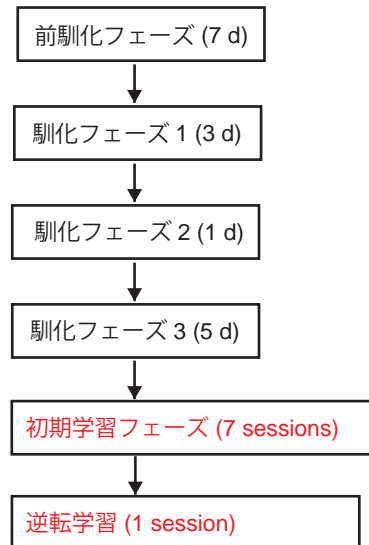 前馴化フェーズ (7 d)
馴化フェーズ 1 (3 d)
馴化フェーズ 2 (1 d)
馴化フェーズ 3 (5 d)
初期学習フェーズ (7 sessions)
逆転学習 (1 session)